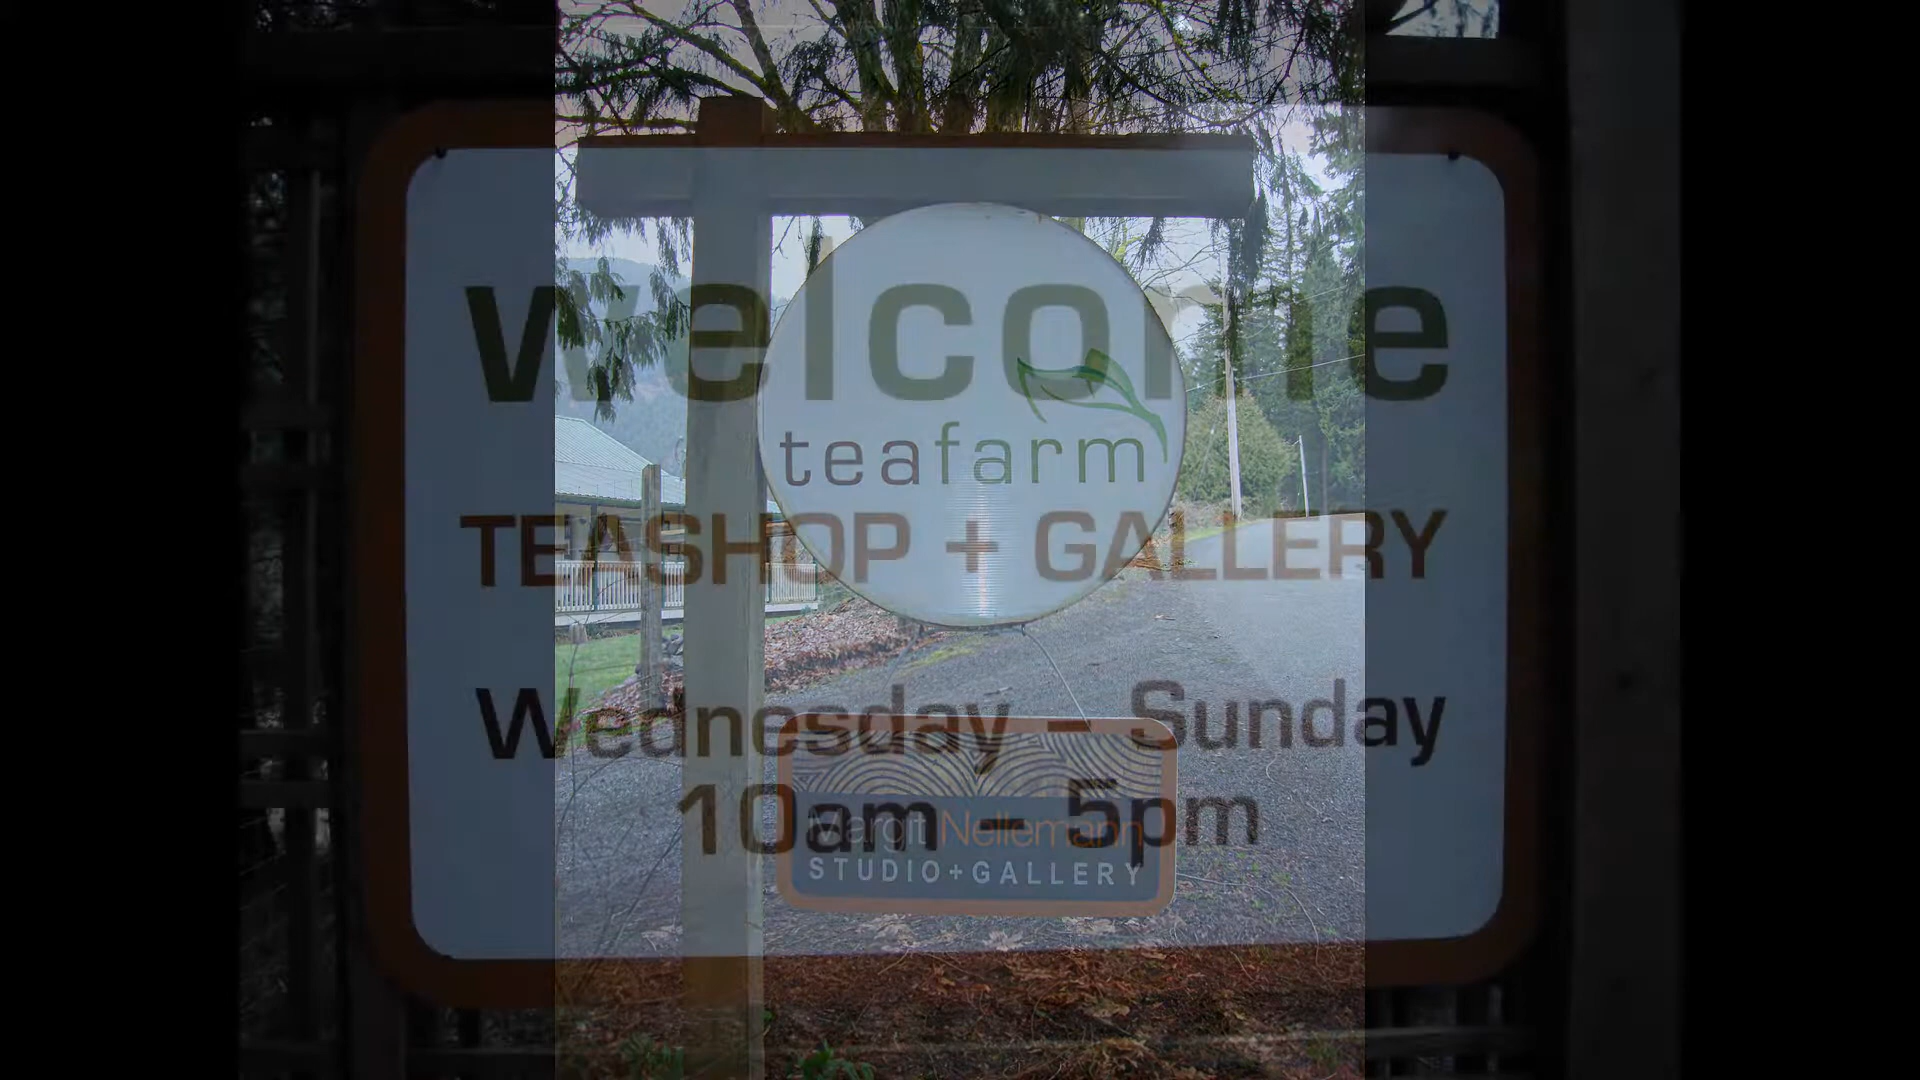 welcome
teafarm
TEASHOP + GALLERY
Wednesday - Sunday
10am - 5pm
Margit Nellemann
STUDIO+GALLERY